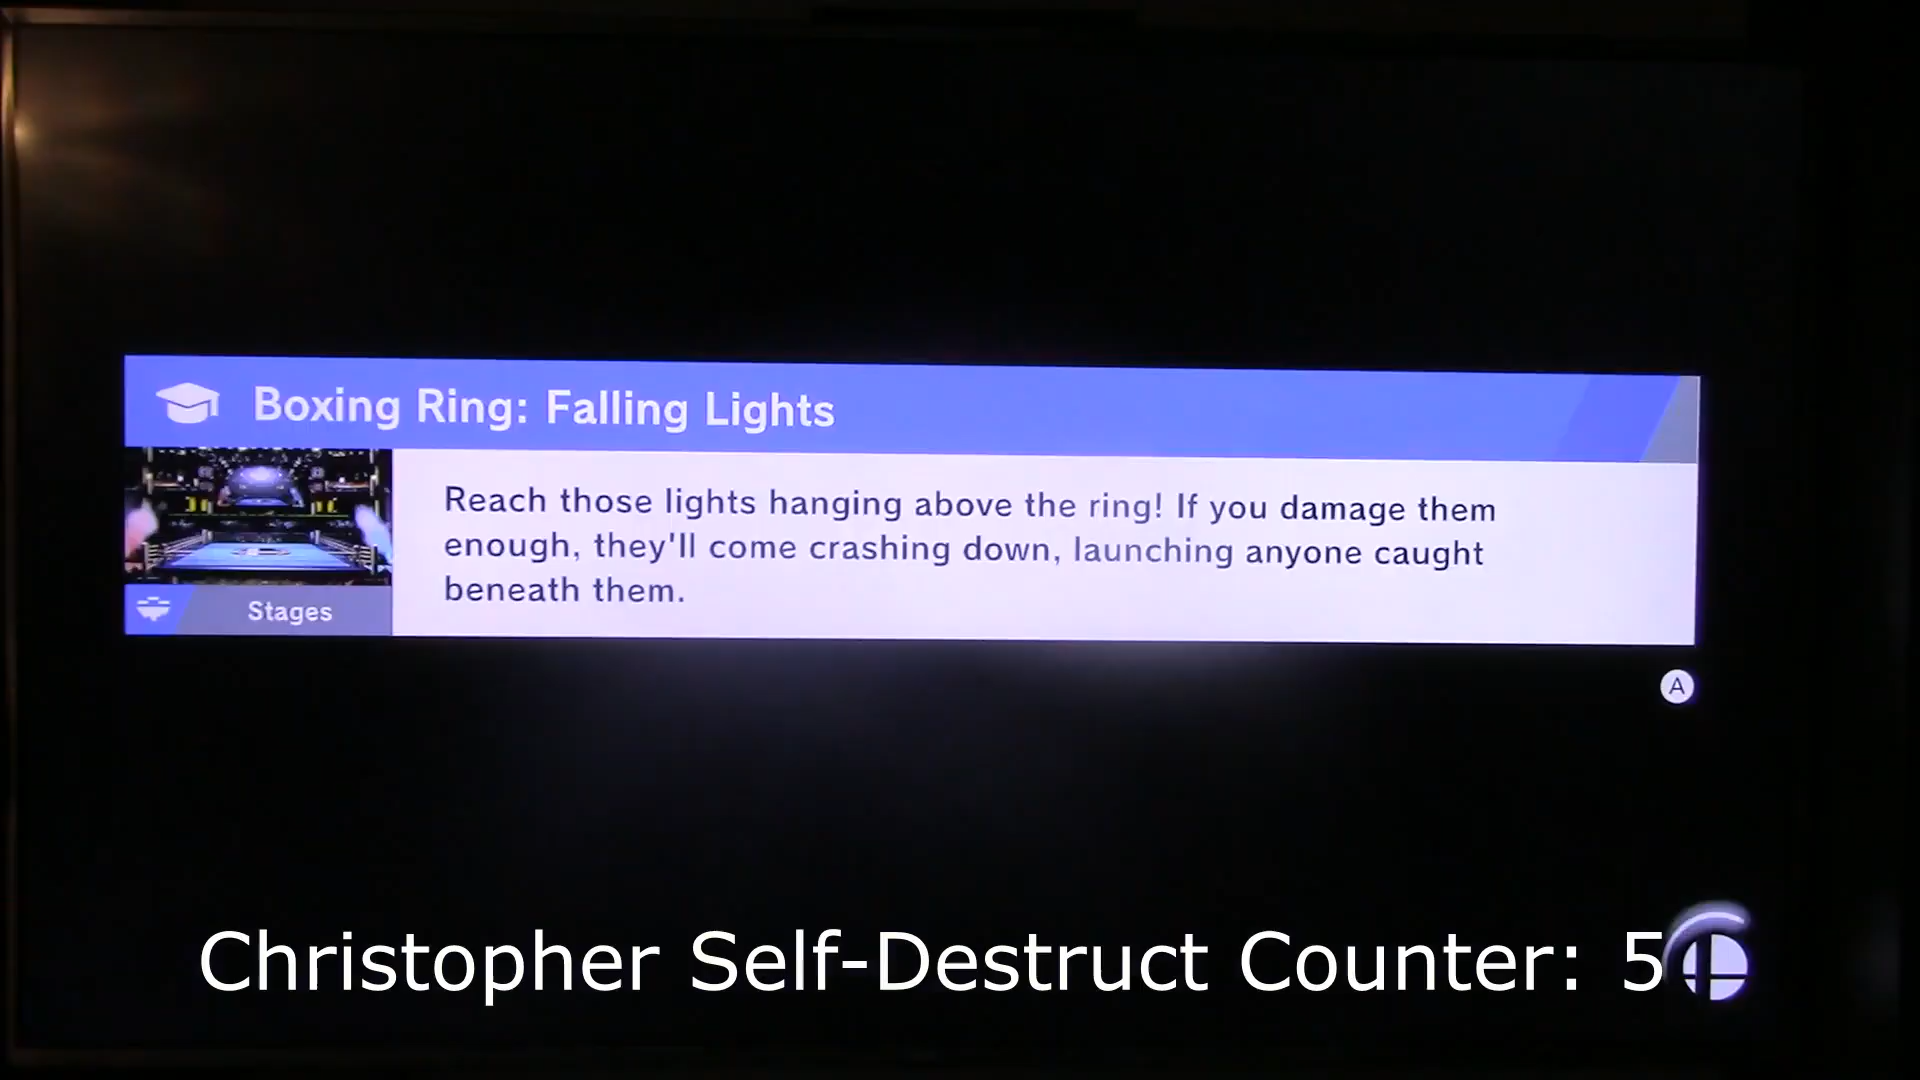 Boxing Ring: Falling Lights
Reach those lights hanging above the ring! If you damage them
enough, they'll come crashing down, launching anyone caught
beneath them.
Stages
A
Christopher Self-Destruct Counter: 5